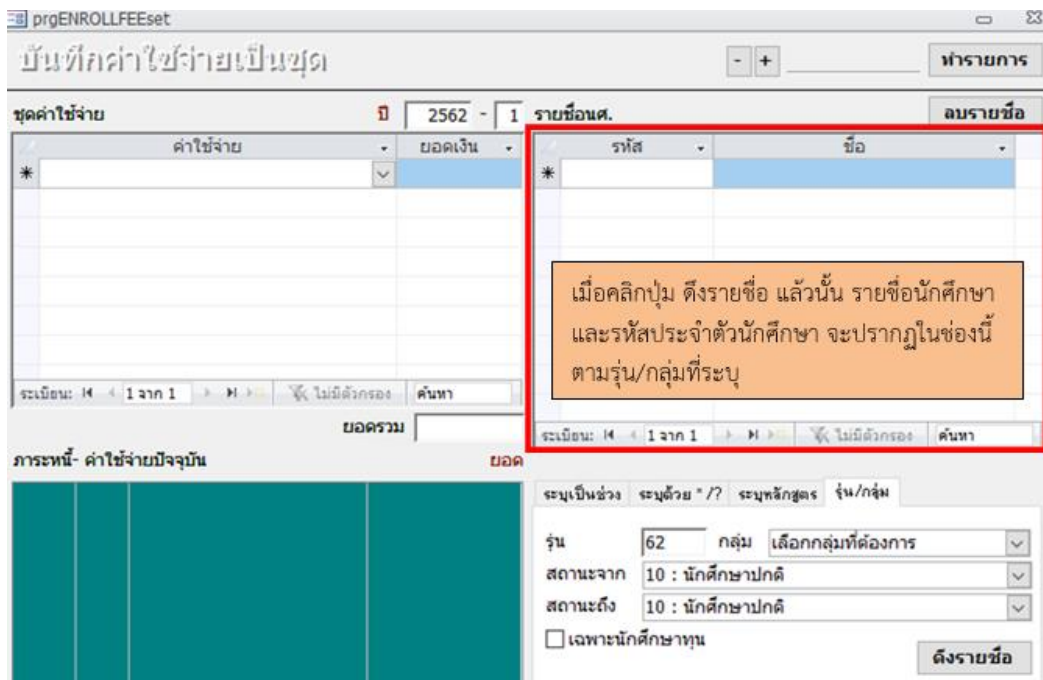 prgENROLLFEEset
บันทึกค่าใช้จ่ายเป็นชุด
- +
ทำรายการ
ชุดค่าใช้จ่าย ปี 2562 - 1
รายชื่อนศ. ลบรายชื่อ
ค่าใช้จ่าย ยอดเงิน
รหัส ชื่อ
*
*
เมื่อคลิกปุ่ม ดึงรายชื่อ แล้วนั้น รายชื่อนักศึกษา
และรหัสประจำตัวนักศึกษา จะปรากฏในช่องนี้
ตามรุ่น/กลุ่มที่ระบุ
ระเบียน: 1 จาก 1 ไม่มีตัวกรอง ค้นหา
ยอดรวม
ระเบียน: 1 จาก 1 ไม่มีตัวกรอง ค้นหา
ภาระหนี้- ค่าใช้จ่ายปัจจุบัน ยอด
ระบุเป็นช่วง ระบุด้วย * /? ระบุหลักสูตร รุ่น/กลุ่ม
รุ่น 62 กลุ่ม เลือกกลุ่มที่ต้องการ
สถานะจาก 10 : นักศึกษาปกติ
สถานะถึง 10 : นักศึกษาปกติ
เฉพาะนักศึกษาทุน
ดึงรายชื่อ